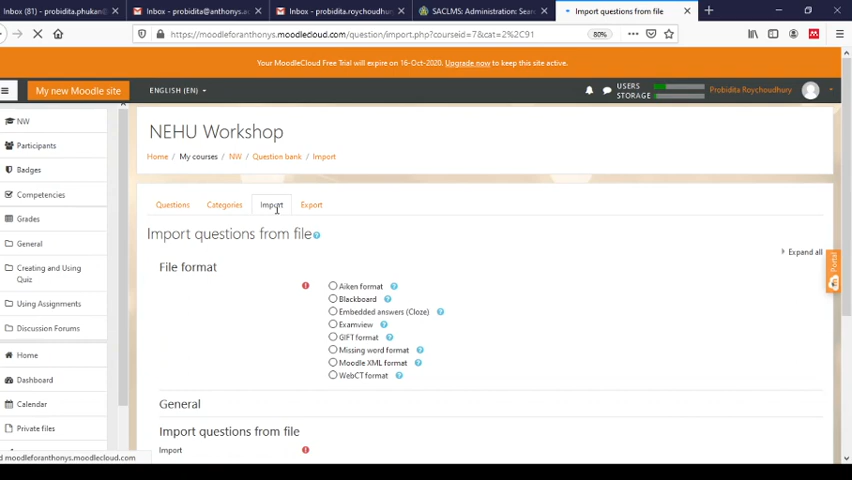 Inbox (81) - probidita.phukan@
Inbox - probidita@anthonys.a
Inbox - probidita.roychoudhury
SACLMS: Administration: Sear
Import questions from file
https://moodleforanthonys.moodlecloud.com/question/import.php?courseid=7&cat=2%2C91
80%
Your MoodleCloud Free Trial will expire on 16-Oct-2020. Upgrade now to keep this site active.
My new Moodle site
ENGLISH (EN)
USERS
STORAGE
Probidita Roychoudhury
NW
Participants
Badges
Competencies
Grades
General
Creating and Using
Quiz
Using Assignments
Discussion Forums
Home
Dashboard
Calendar
Private files
NEHU Workshop
Home / My courses / NW / Question bank / Import
Questions
Categories
Import
Export
Import questions from file
Expand all
File format
Aiken format
Blackboard
Embedded answers (Cloze)
Examview
GIFT format
Missing word format
Moodle XML format
WebCT format
General
Import questions from file
Import
Portal
d moodleforanthonys.moodlecloud.com